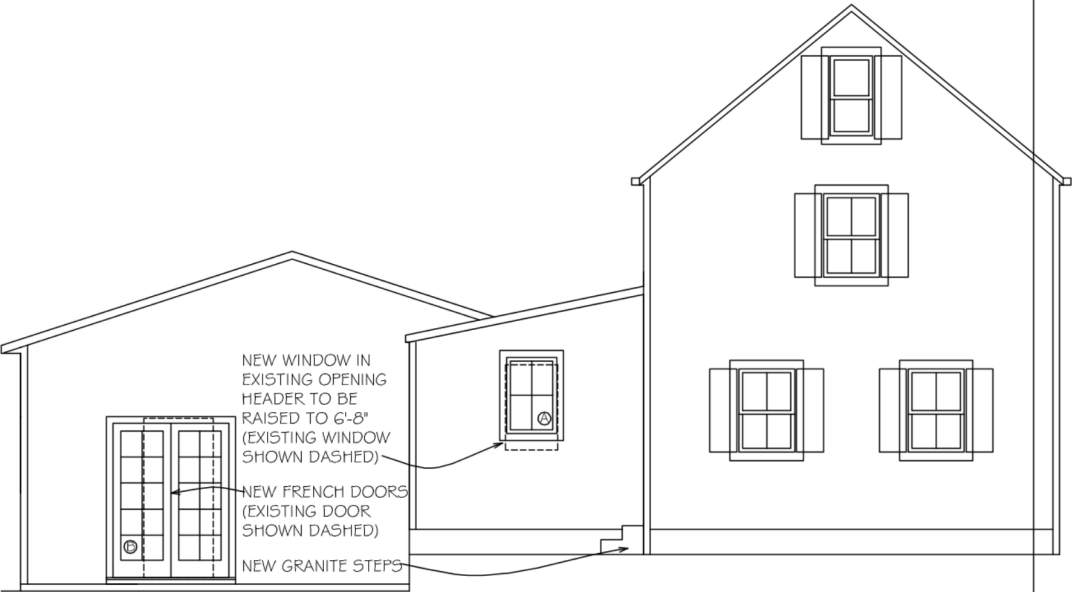 NEW WINDOW IN
EXISTING OPENING
HEADER TO BE
RAISED TO 6'-8"
(EXISTING WINDOW
SHOWN DASHED)
A
NEW FRENCH DOORS
(EXISTING DOOR
SHOWN DASHED)
B
NEW GRANITE STEPS